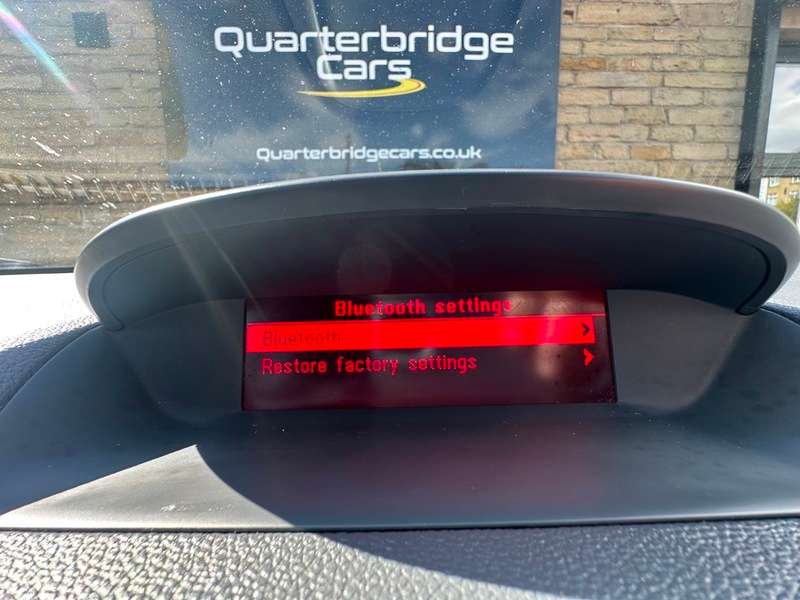 Quarterbridge
Cars
Quarterbridgecars.co.uk
Bluetooth settings
Bluetooth
Restore factory settings